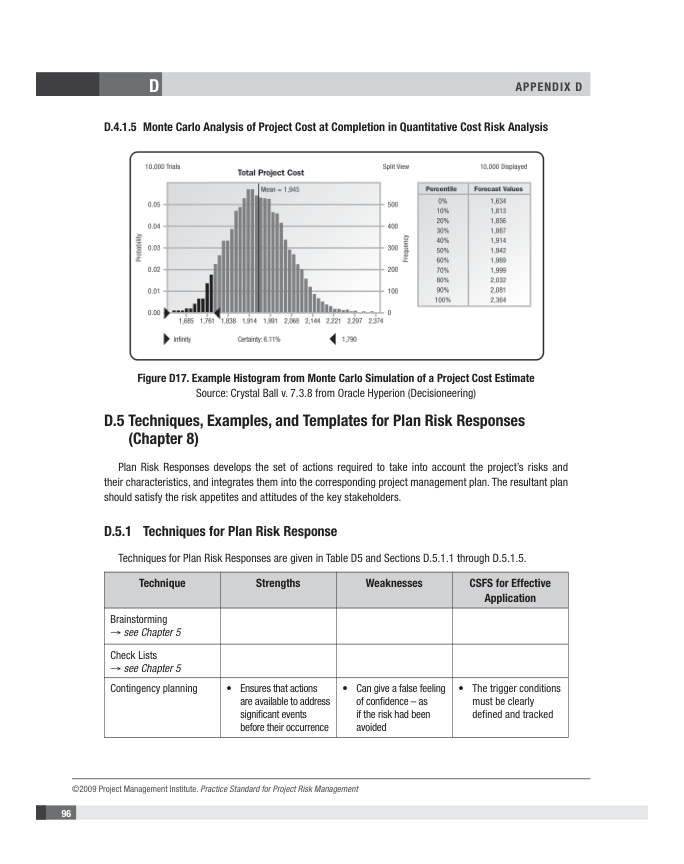 D
APPENDIX D
D.4.1.5 Monte Carlo Analysis of Project Cost at Completion in Quantitative Cost Risk Analysis
10,000 Trials
Split View
10,000 Displayed
Total Project Cost
Mean = 1,945
Probability
0.05
0.04
0.03
0.02
0.01
0.00
500
400
300
200
100
0
Frequency
1,685 1,761 1,838 1,914 1,991 2,068 2,144 2,221 2,297 2,374
Infinity
Certainty: 6.11%
1,790
Percentile Forecast Values
0% 1,634
10% 1,813
20% 1,856
30% 1,887
40% 1,914
50% 1,942
60% 1,969
70% 1,999
80% 2,032
90% 2,081
100% 2,364
Figure D17. Example Histogram from Monte Carlo Simulation of a Project Cost Estimate
Source: Crystal Ball v. 7.3.8 from Oracle Hyperion (Decisioneering)
D.5 Techniques, Examples, and Templates for Plan Risk Responses
(Chapter 8)
Plan Risk Responses develops the set of actions required to take into account the project's risks and
their characteristics, and integrates them into the corresponding project management plan. The resultant plan
should satisfy the risk appetites and attitudes of the key stakeholders.
D.5.1 Techniques for Plan Risk Response
Techniques for Plan Risk Responses are given in Table D5 and Sections D.5.1.1 through D.5.1.5.
Technique
Strengths
Weaknesses
CSFS for Effective
Application
Brainstorming
→ see Chapter 5
Check Lists
→ see Chapter 5
Contingency planning
• Ensures that actions
are available to address
significant events
before their occurrence
• Can give a false feeling
of confidence – as
if the risk had been
avoided
• The trigger conditions
must be clearly
defined and tracked
©2009 Project Management Institute. Practice Standard for Project Risk Management
96